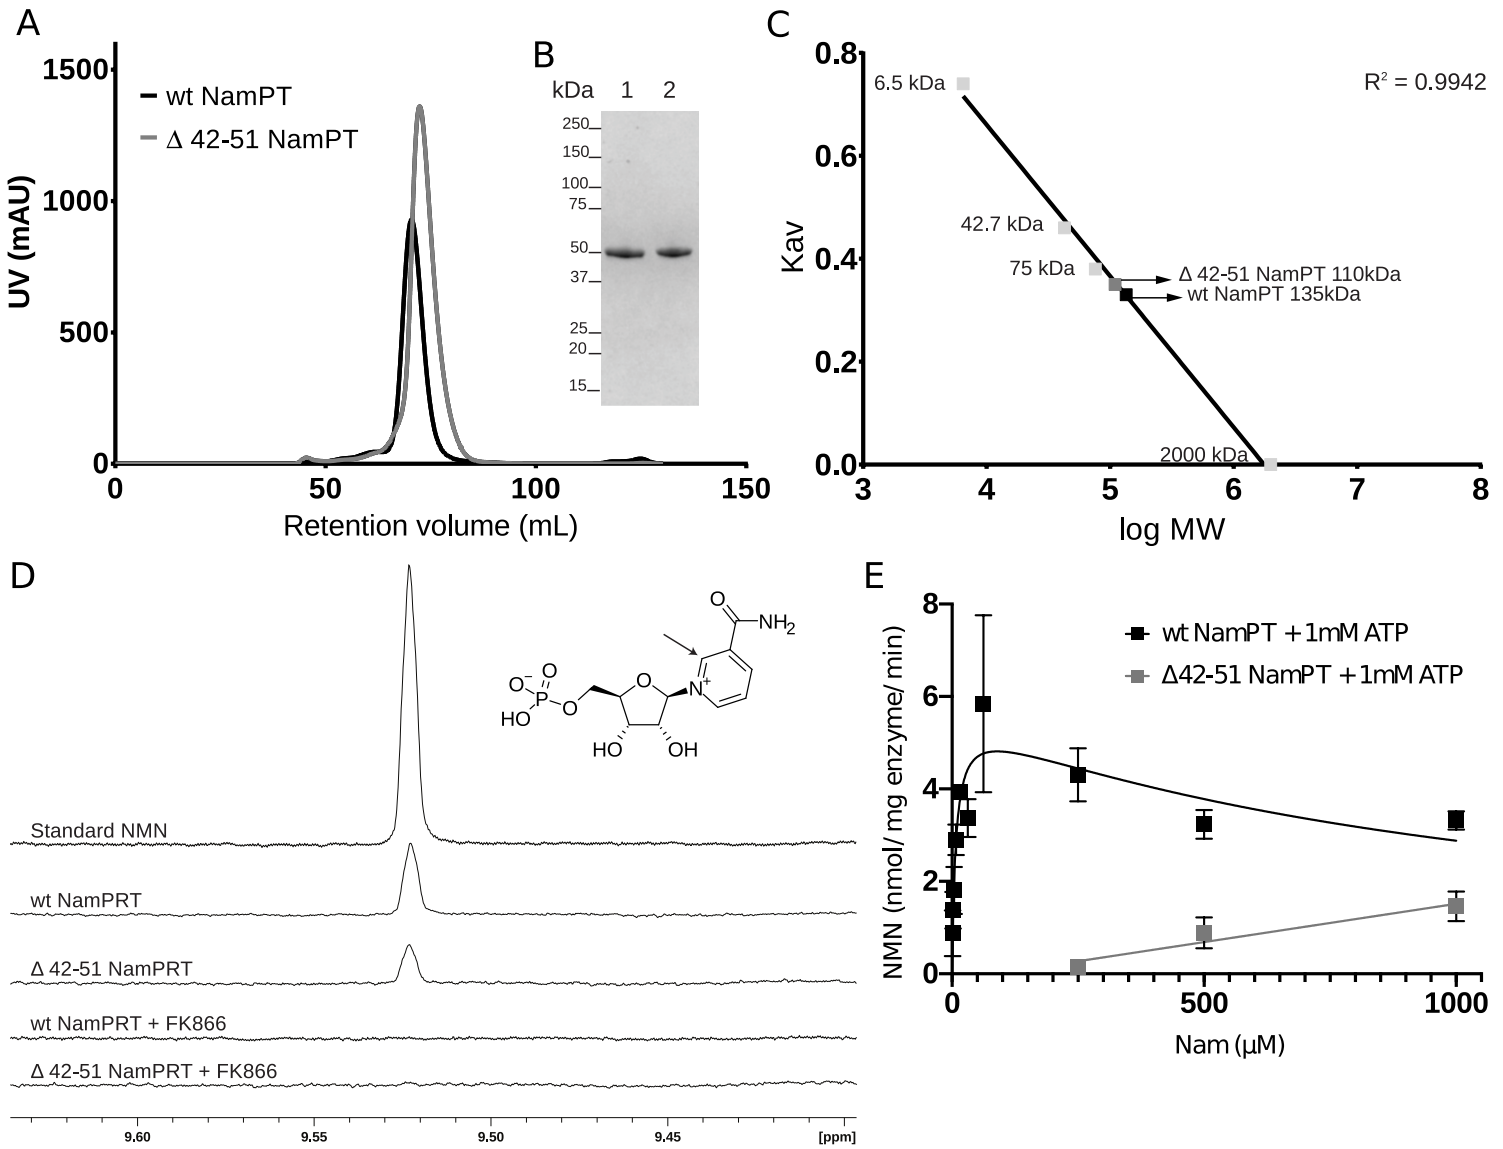 A
1500
1000
500
0
UV (mAU)
wt NamPT
Δ 42-51 NamPT
0
50
100
150
Retention volume (mL)
B
kDa 1 2
250
150
100
75
50
37
25
20
15
C
0.8
0.6
0.4
0.2
0.0
Kav
R² = 0.9942
6.5 kDa
42.7 kDa
75 kDa
Δ 42-51 NamPT 110kDa
wt NamPT 135kDa
2000 kDa
3
4
5
6
7
8
log MW
D
O
NH2
N+
O
O
O−
P
HO
O
HO
OH
Standard NMN
wt NamPRT
Δ 42-51 NamPRT
wt NamPRT + FK866
Δ 42-51 NamPRT + FK866
9.60
9.55
9.50
9.45
[ppm]
E
8
6
4
2
0
NMN (nmol/mg enzyme/min)
wt NamPT +1mM ATP
Δ42-51 NamPT +1mM ATP
0
500
1000
Nam (µM)